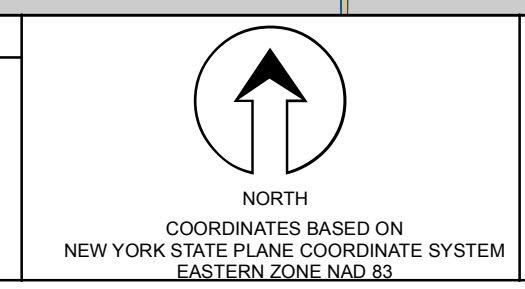 NORTH
COORDINATES BASED ON
NEW YORK STATE PLANE COORDINATE SYSTEM
EASTERN ZONE NAD 83